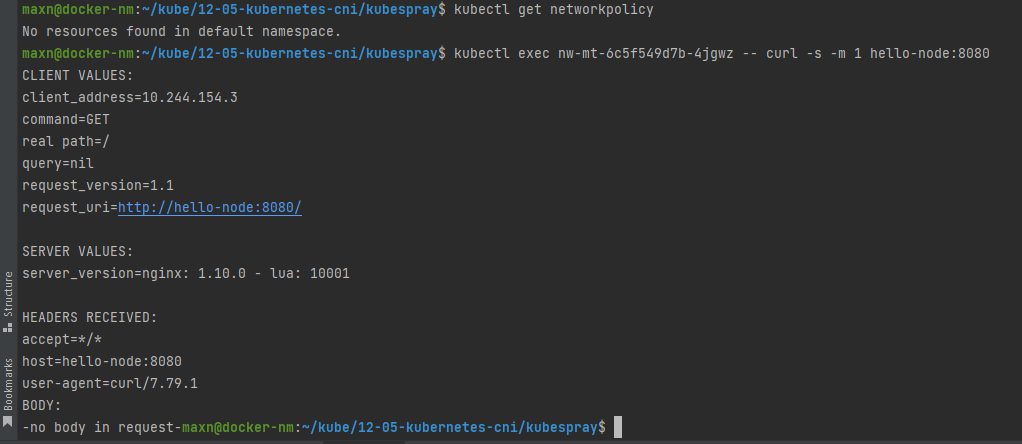 maxn@docker-nm:~/kube/12-05-kubernetes-cni/kubespray$ kubectl get networkpolicy
No resources found in default namespace.
maxn@docker-nm:~/kube/12-05-kubernetes-cni/kubespray$ kubectl exec nw-mt-6c5f549d7b-4jgwz -- curl -s -m 1 hello-node:8080
CLIENT VALUES:
client_address=10.244.154.3
command=GET
real path=/
query=nil
request_version=1.1
request_uri=http://hello-node:8080/
SERVER VALUES:
server_version=nginx: 1.10.0 - lua: 10001
HEADERS RECEIVED:
accept=*/*
host=hello-node:8080
user-agent=curl/7.79.1
BODY:
-no body in request-maxn@docker-nm:~/kube/12-05-kubernetes-cni/kubespray$
Structure
Bookmarks